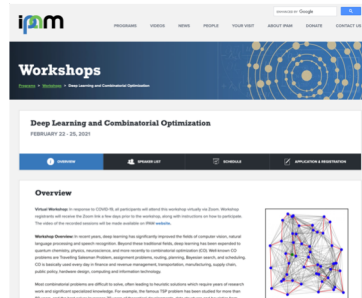 ipam
ENHANCED BY Google
PROGRAMS VIDEOS NEWS PEOPLE YOUR VISIT ABOUT IPAM DONATE CONTACT US
Workshops
Programs > Workshops > Deep Learning and Combinatorial Optimization
Deep Learning and Combinatorial Optimization
FEBRUARY 22 - 25, 2021
OVERVIEW SPEAKER LIST SCHEDULE APPLICATION & REGISTRATION
Overview
Virtual Workshop: In response to COVID-19, all participants will attend this workshop virtually via Zoom. Workshop
registrants will receive the Zoom link a few days prior to the workshop, along with instructions on how to participate.
The video of the recorded sessions will be made available on IPAM website.
Workshop Overview: In recent years, deep learning has significantly improved the fields of computer vision, natural
language processing and speech recognition. Beyond these traditional fields, deep learning has been expended to
quantum chemistry, physics, neuroscience, and more recently to combinatorial optimization (CO). Well-known CO
problems are Travelling Salesman Problem, assignment problems, routing, planning, Bayesian search, and scheduling.
CO is basically used every day in finance and revenue management, transportation, manufacturing, supply chain,
public policy, hardware design, computing and information technology.
Most combinatorial problems are difficult to solve, often leading to heuristic solutions which require years of research
work and significant specialized knowledge. For example, the famous TSP problem has been studied for more than